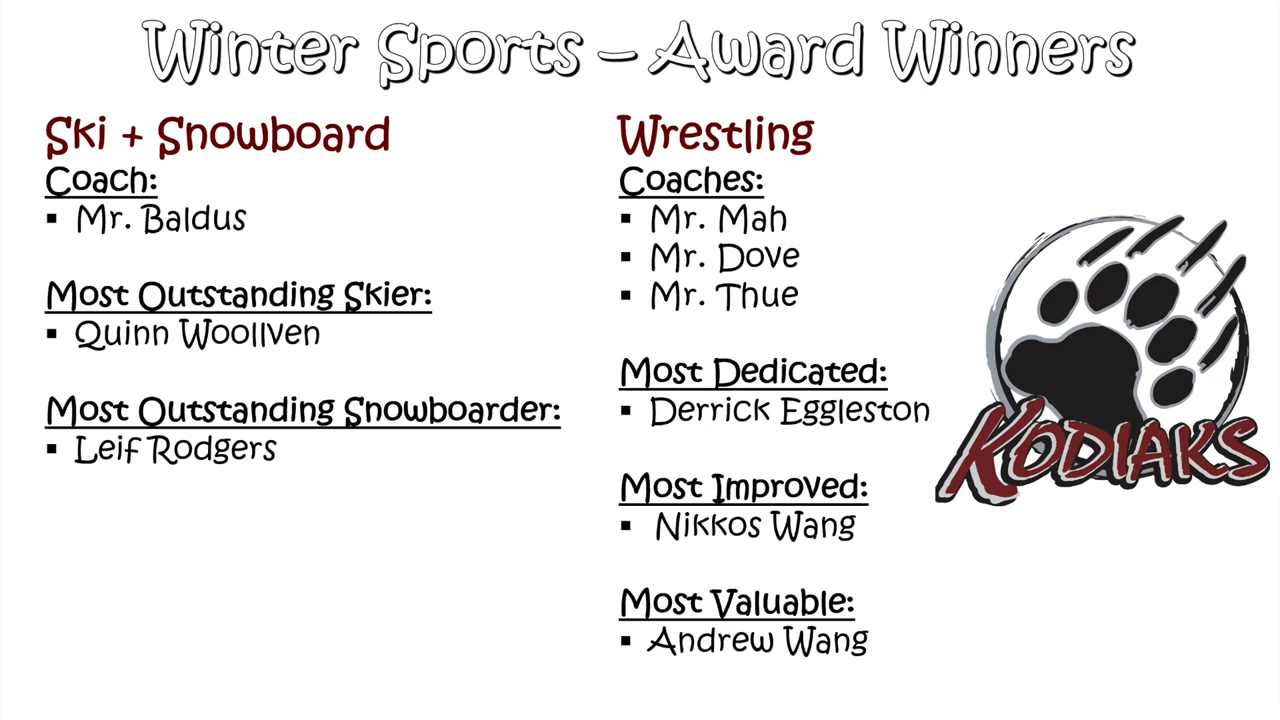 Winter Sports – Award Winners
Ski + Snowboard
Coach:
▪ Mr. Baldus
Most Outstanding Skier:
▪ Quinn Woollven
Most Outstanding Snowboarder:
▪ Leif Rodgers
Wrestling
Coaches:
▪ Mr. Mah
▪ Mr. Dove
▪ Mr. Thue
Most Dedicated:
▪ Derrick Eggleston
Most Improved:
▪ Nikkos Wang
Most Valuable:
▪ Andrew Wang
KODIAKS